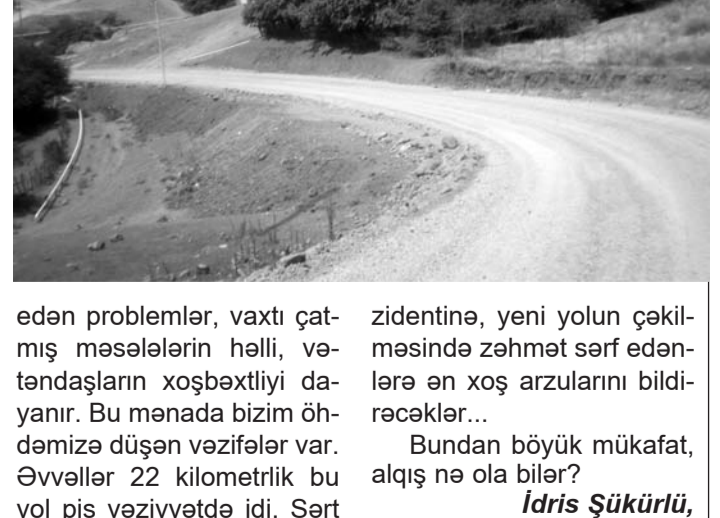 edən problemlər, vaxtı çat-
mış məsələlərin həlli, və-
təndaşların xoşbəxtliyi da-
yanır. Bu mənada bizim öh-
dəmizə düşən vəzifələr var.
Əvvəllər 22 kilometrlik bu
yol pis vəziyyətdə idi. Sərt
zidentinə, yeni yolun çəkil-
məsində zəhmət sərf edən-
lərə ən xoş arzularını bildi-
rəcəklər...
Bundan böyük mükafat,
alqış nə ola bilər?
İdris Şükürlü,